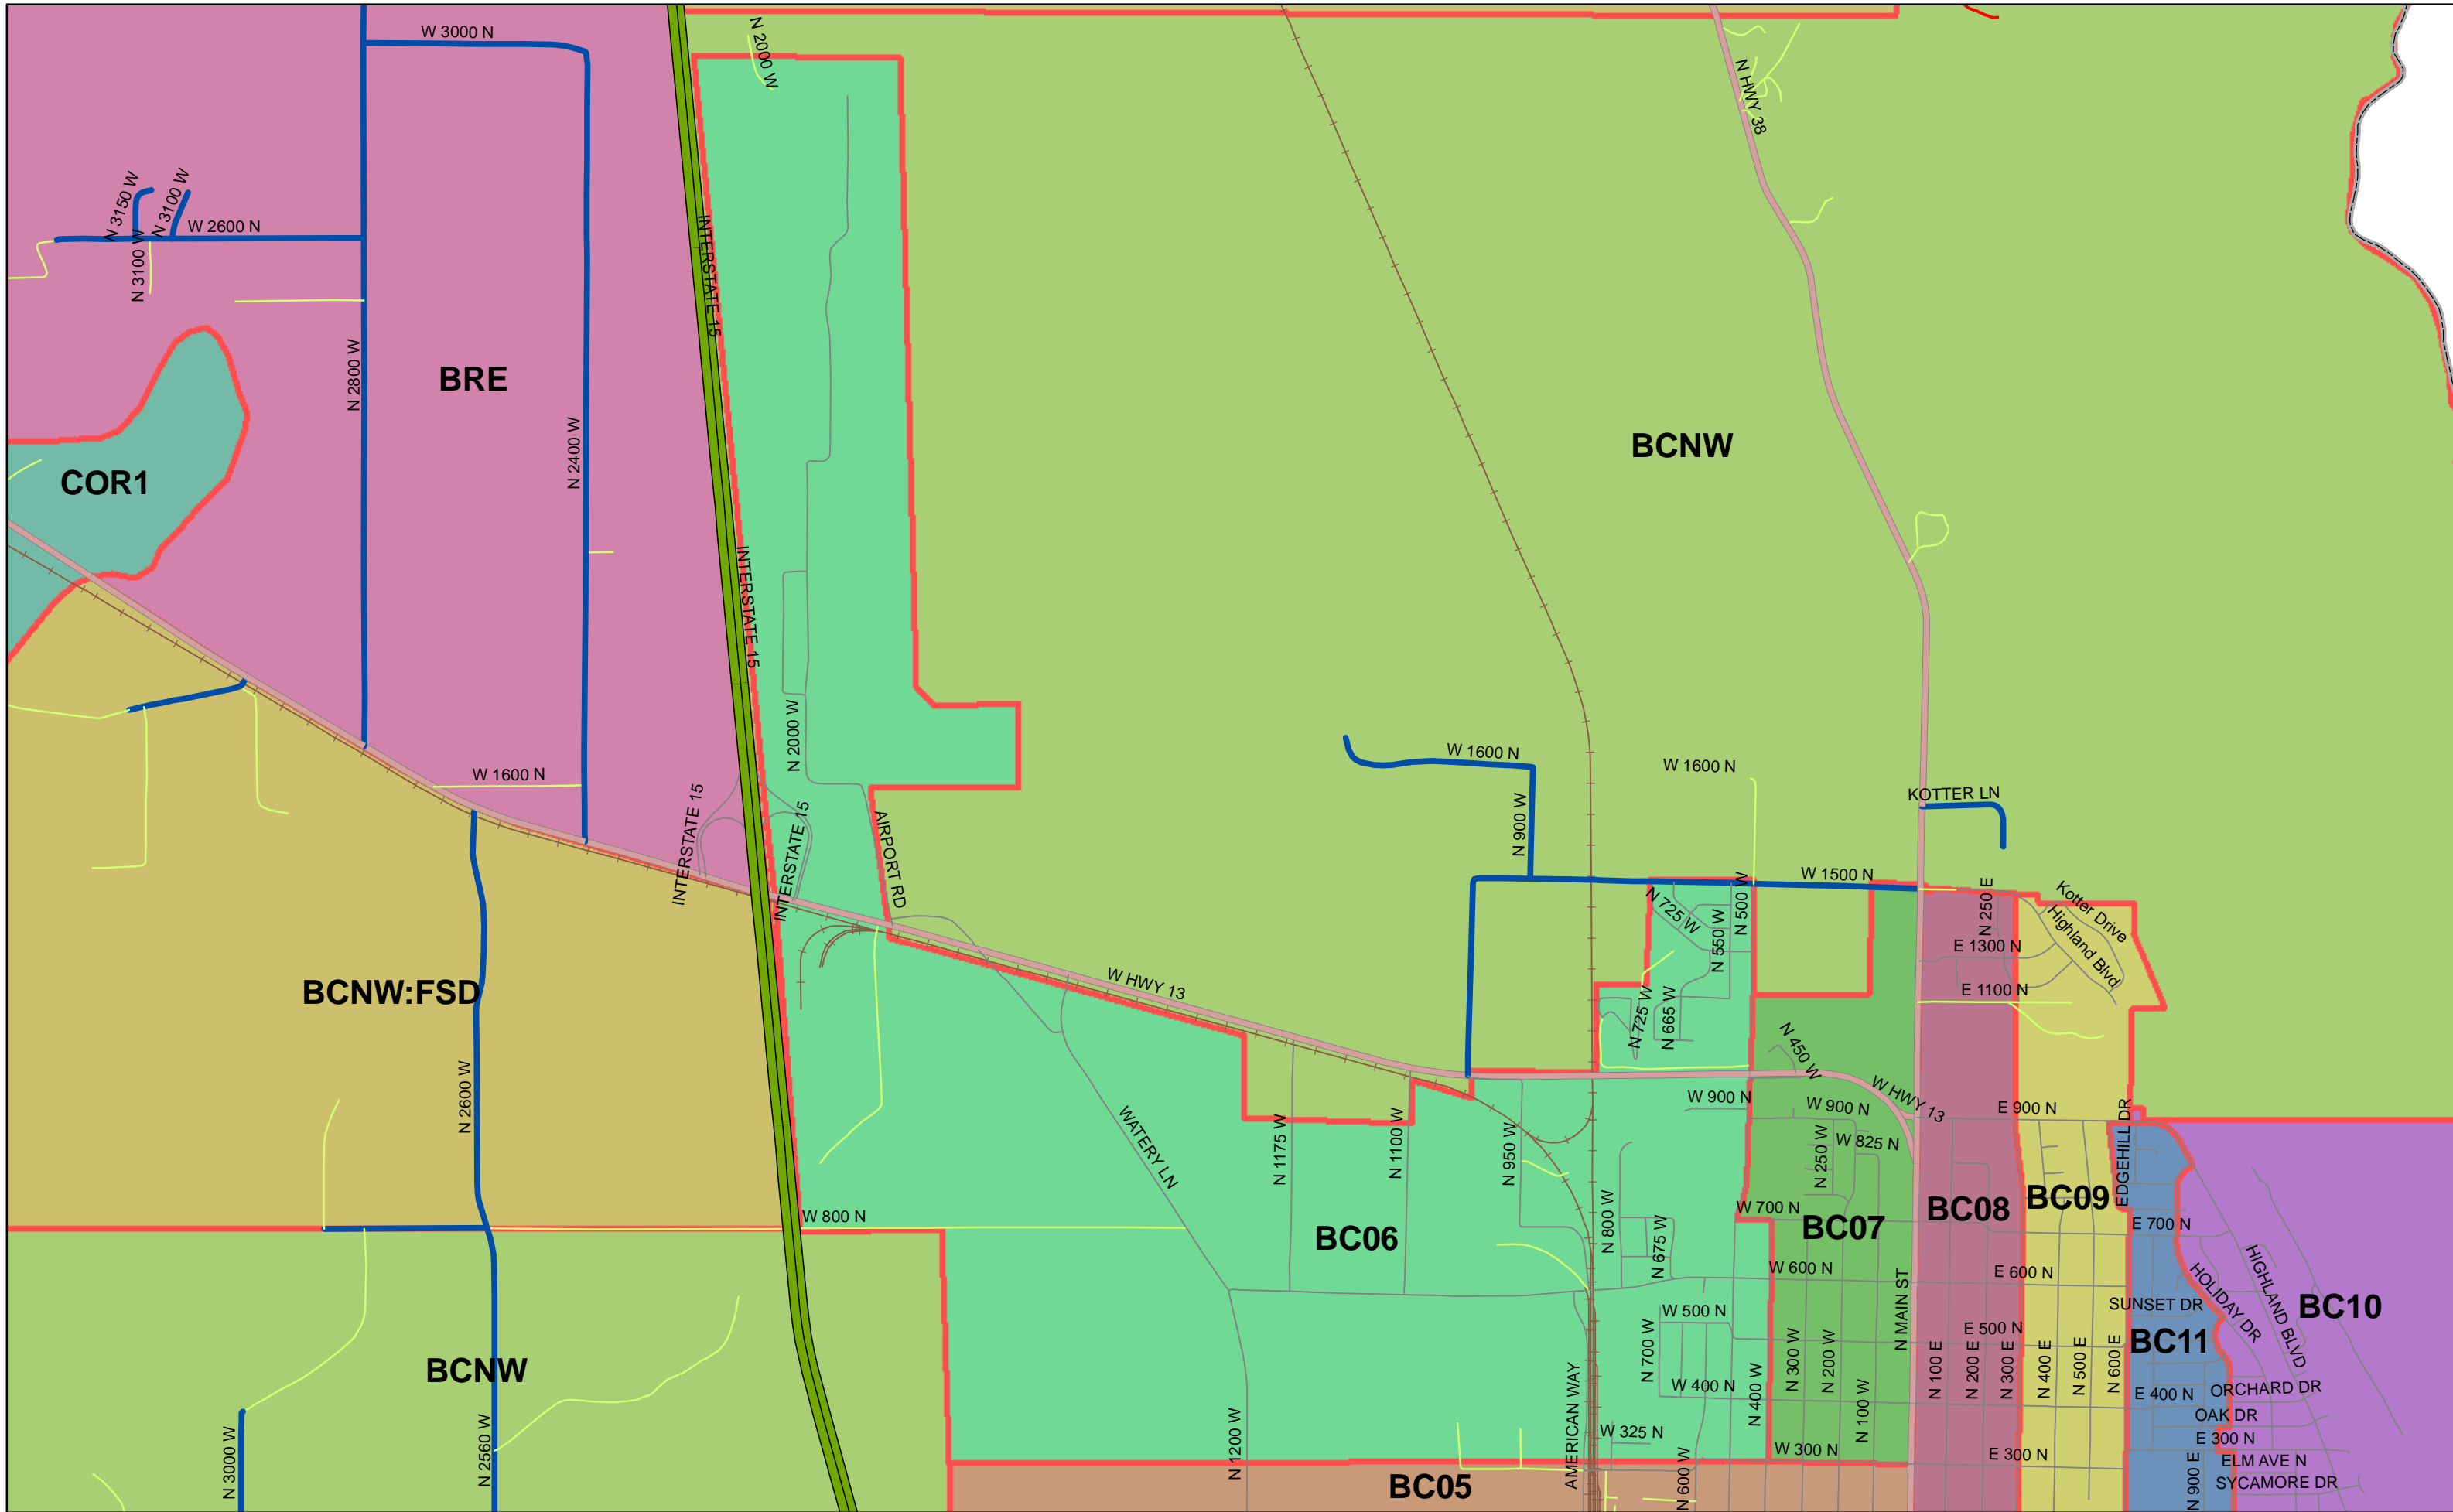 W 3000 N
N 2000 W
N HWY 38
N 3150 W
N 3100 W
W 2600 N
N 3100 W
INTERSTATE 15
N 2800 W
BRE
N 2400 W
BCNW
COR1
INTERSTATE 15
N 2000 W
W 1600 N
W 1600 N
W 1600 N
INTERSTATE 15
INTERSTATE 15
AIRPORT RD
N 900 W
KOTTER LN
W 1500 N
N 725 W
N 550 W
N 500 W
N 250 E
Kotter Drive
Highland Blvd
E 1300 N
E 1100 N
BCNW:FSD
W HWY 13
N 725 W
N 665 W
N 450 W
W HWY 13
N 2600 W
WATERY LN
N 1175 W
N 1100 W
N 950 W
W 900 N
W 900 N
E 900 N
N 250 W
W 825 N
EDGEHILL DR
W 800 N
BC06
N 800 W
N 675 W
W 700 N
BC07
BC08
BC09
E 700 N
W 600 N
E 600 N
HOLIDAY DR
HIGHLAND BLVD
BC10
N MAIN ST
SUNSET DR
W 500 N
E 500 N
BC11
BCNW
N 700 W
N 400 W
N 300 W
N 200 W
N 100 W
N 100 E
N 200 E
N 300 E
N 400 E
N 500 E
N 600 E
W 400 N
E 400 N
ORCHARD DR
OAK DR
AMERICAN WAY
W 325 N
W 300 N
E 300 N
E 300 N
ELM AVE N
SYCAMORE DR
N 3000 W
N 2560 W
N 1200 W
BC05
N 600 W
N 900 E